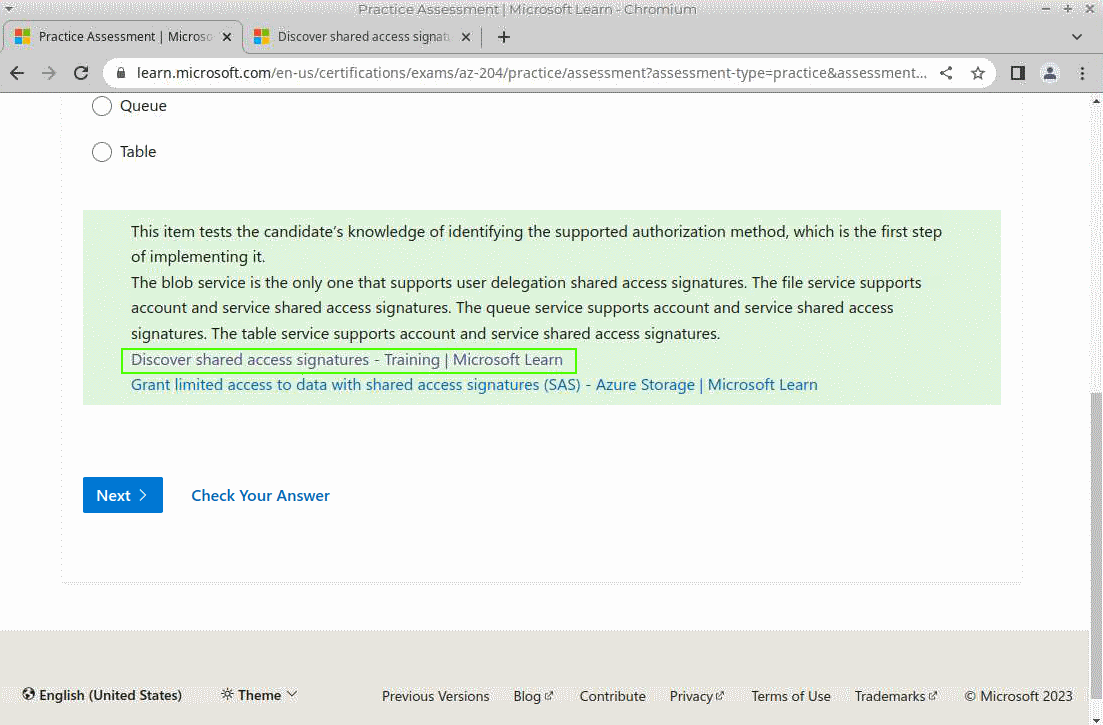 Practice Assessment | Microsoft Learn - Chromium
Practice Assessment | Microso
Discover shared access signatu
learn.microsoft.com/en-us/certifications/exams/az-204/practice/assessment?assessment-type=practice&assessment...
Queue
Table
This item tests the candidate’s knowledge of identifying the supported authorization method, which is the first step
of implementing it.
The blob service is the only one that supports user delegation shared access signatures. The file service supports
account and service shared access signatures. The queue service supports account and service shared access
signatures. The table service supports account and service shared access signatures.
Discover shared access signatures - Training | Microsoft Learn
Grant limited access to data with shared access signatures (SAS) - Azure Storage | Microsoft Learn
Next
Check Your Answer
English (United States)
Theme
Previous Versions
Blog
Contribute
Privacy
Terms of Use
Trademarks
© Microsoft 2023